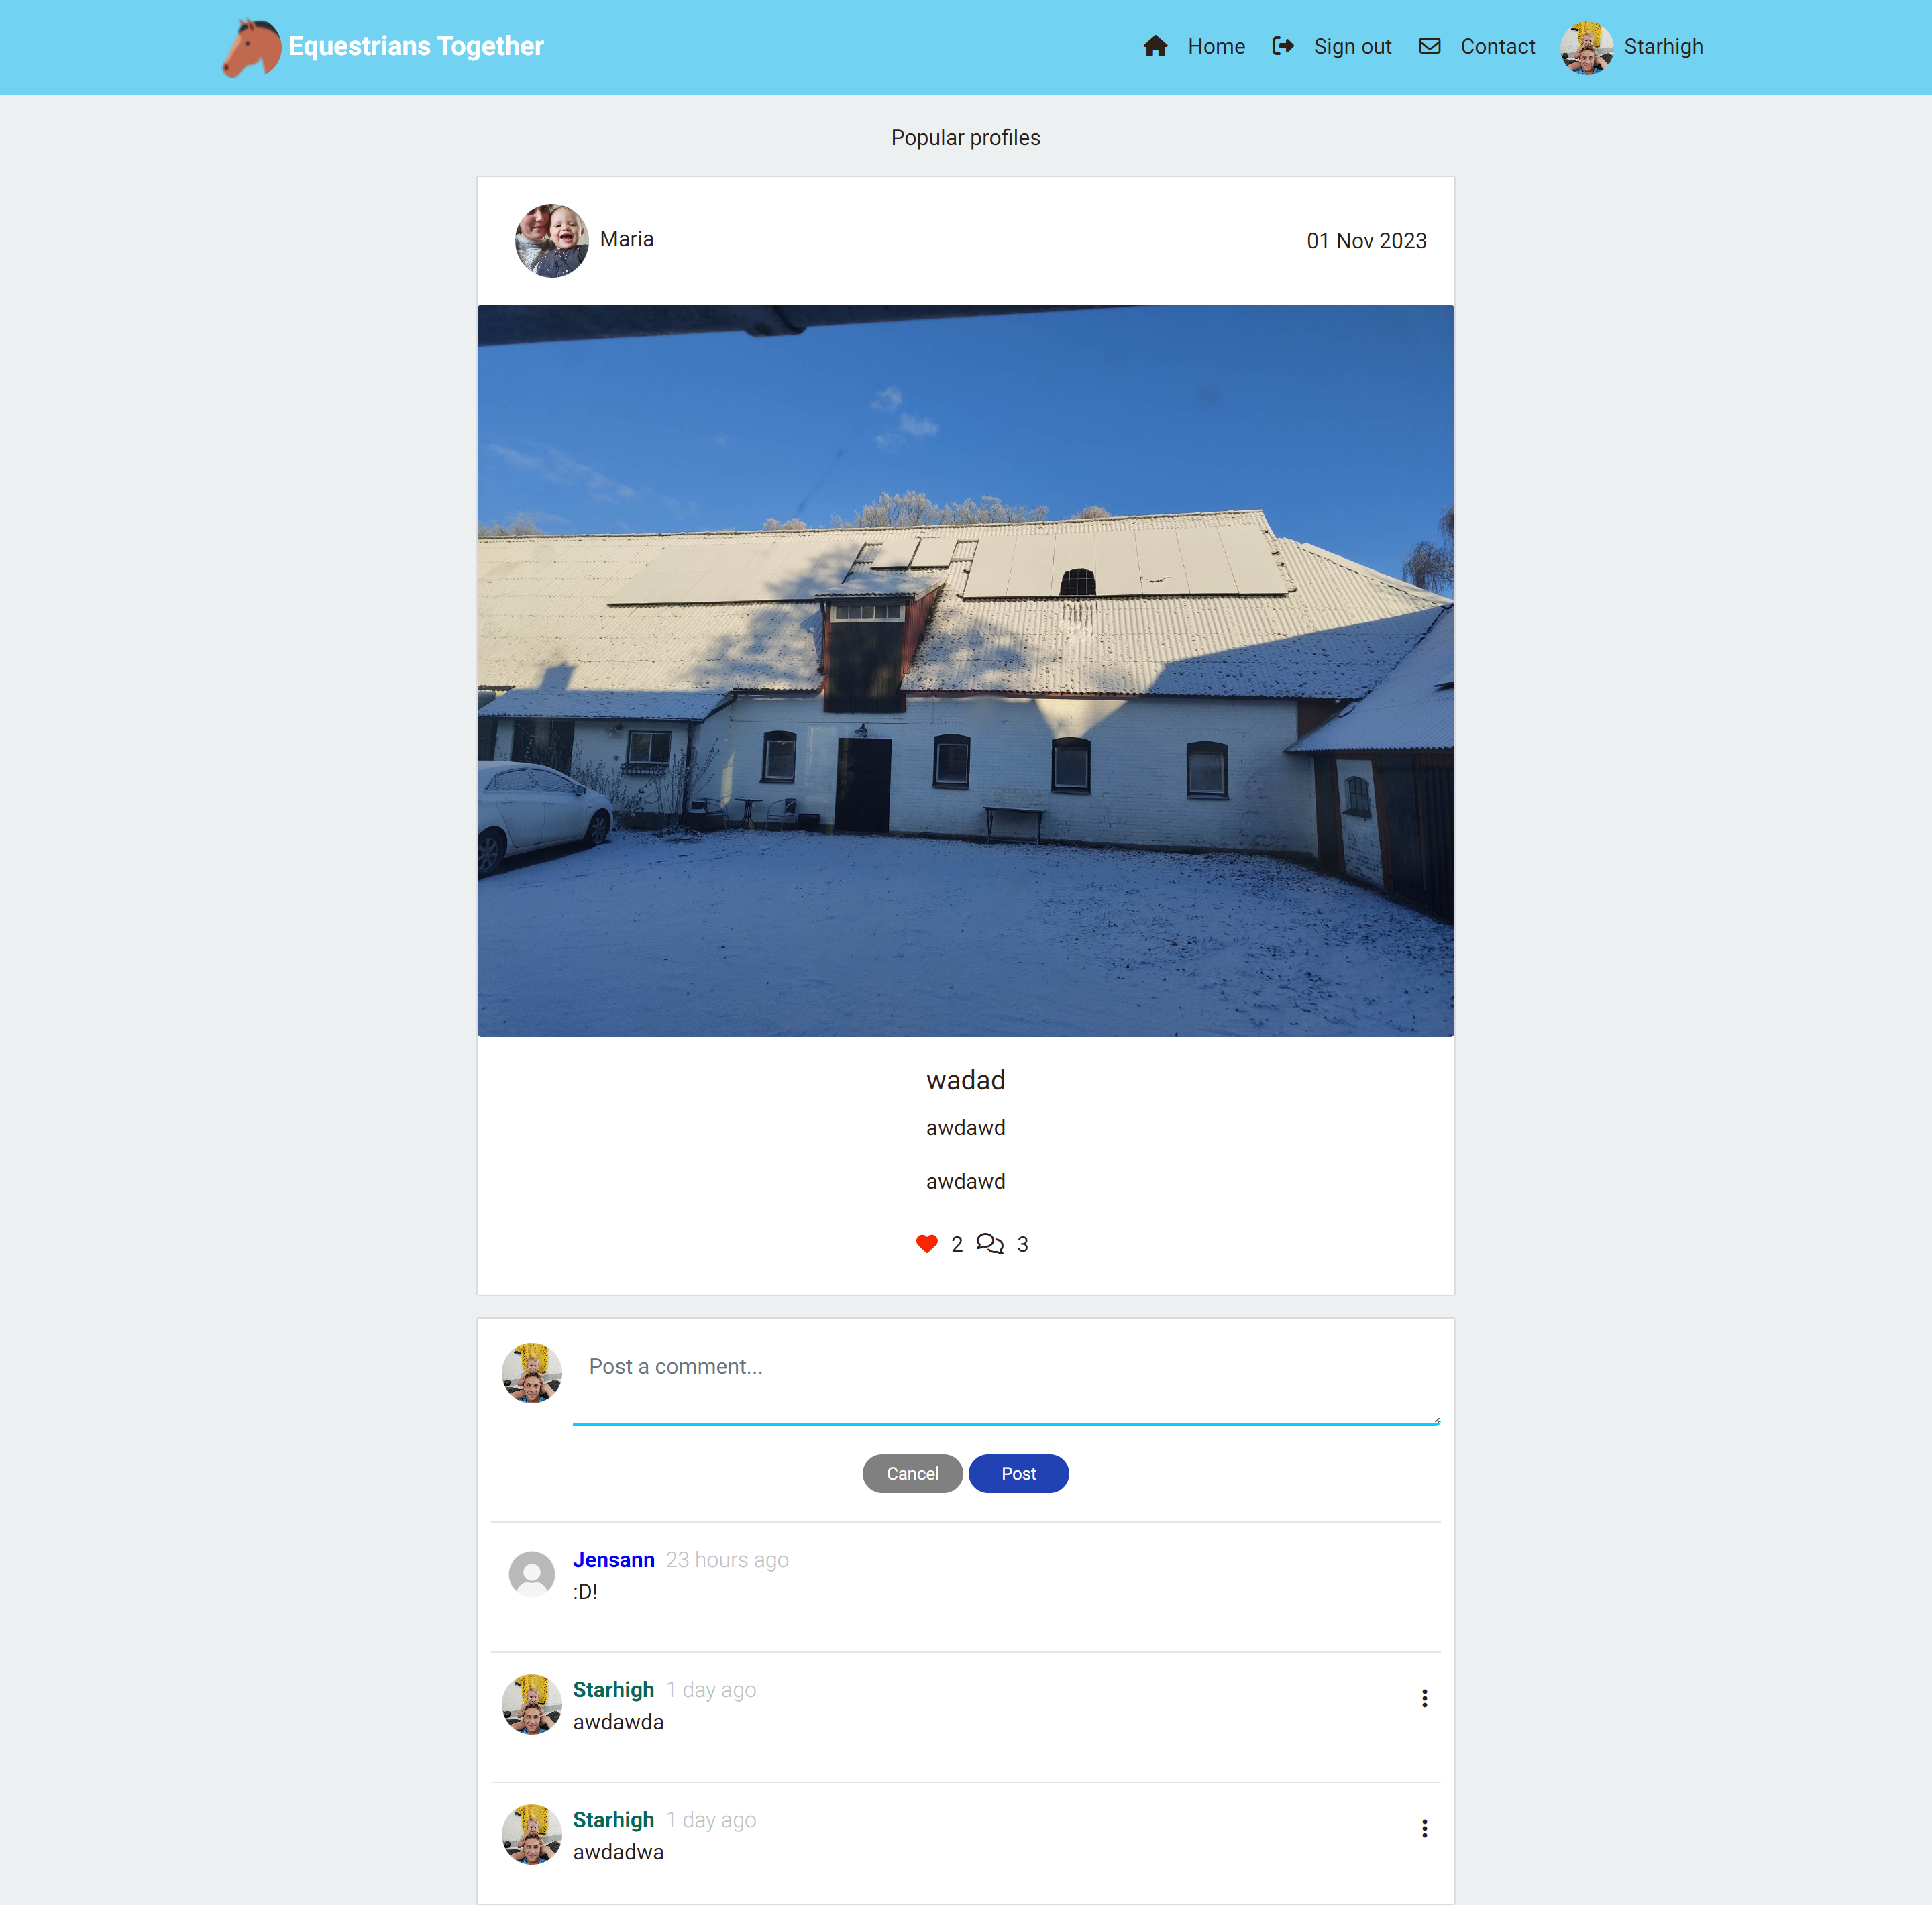 Equestrians Together
Home Sign out Contact Starhigh
Popular profiles
Maria 01 Nov 2023
wadad
awdawd
awdawd
2 3
Post a comment...
Cancel Post
Jensann 23 hours ago
:D!
Starhigh 1 day ago
awdawda
Starhigh 1 day ago
awdadwa